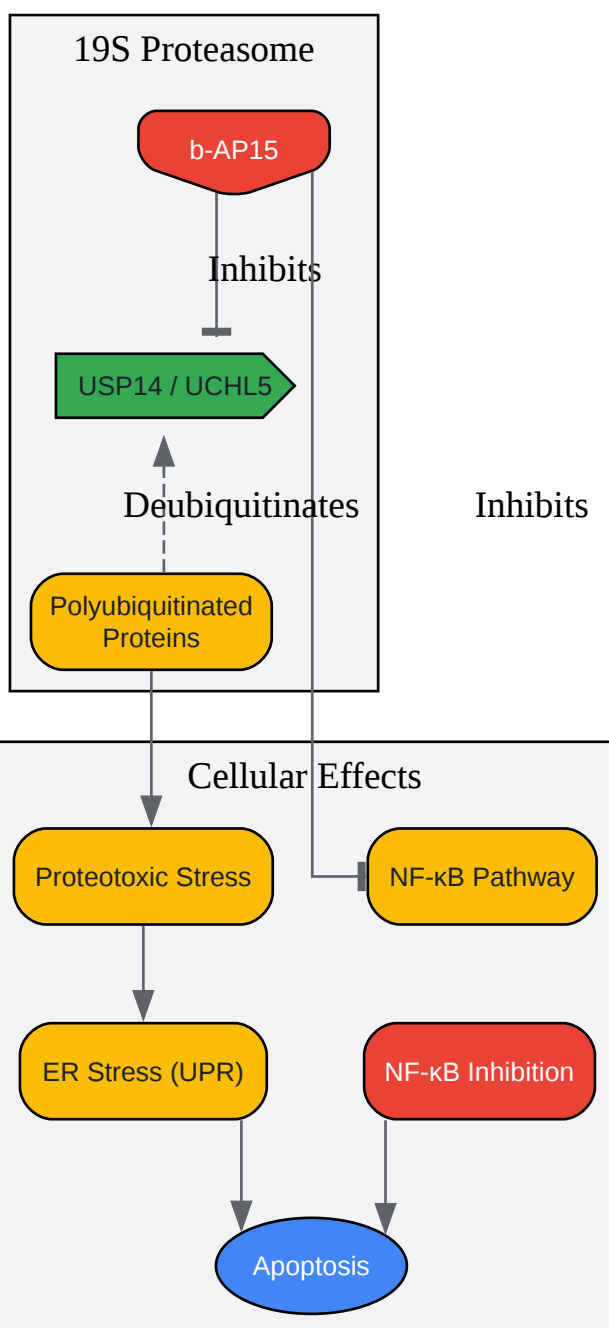 19S Proteasome
b-AP15
Inhibits
USP14 / UCHL5
Deubiquitinates
Inhibits
Polyubiquitinated
Proteins
Cellular Effects
Proteotoxic Stress
NF-κB Pathway
ER Stress (UPR)
NF-κB Inhibition
Apoptosis